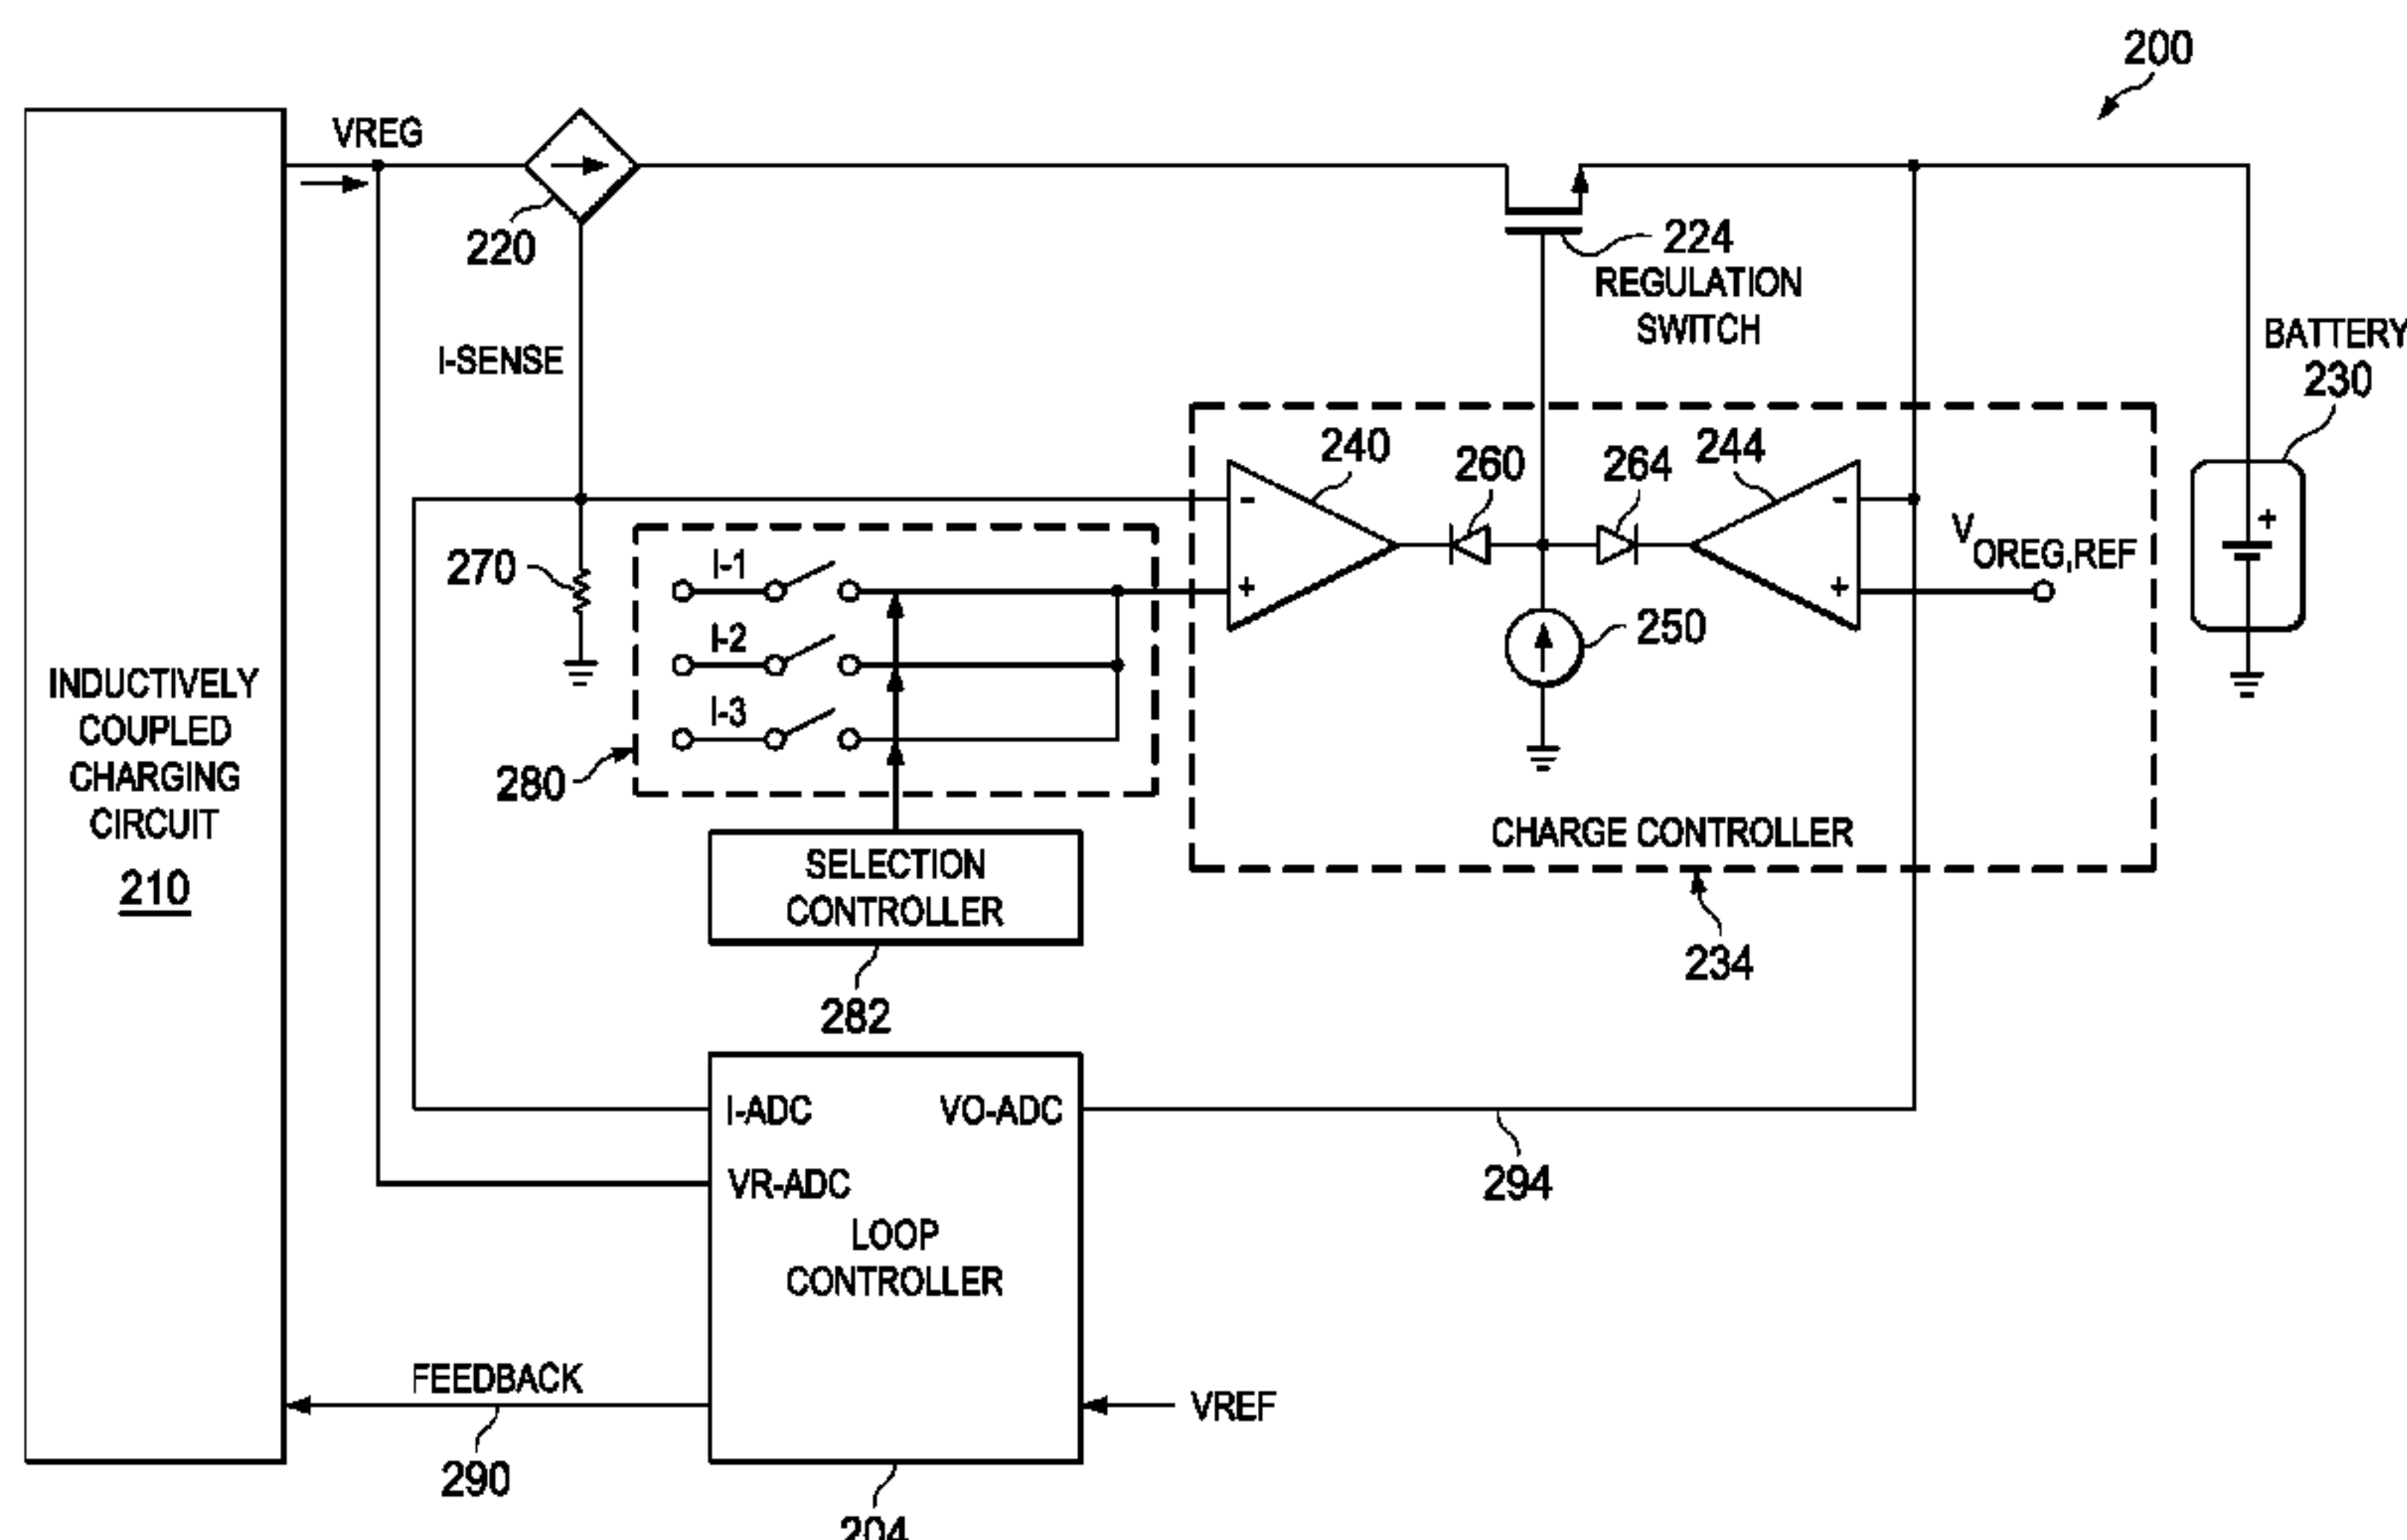 200
VREG
220
224
REGULATION
SWITCH
I-SENSE
BATTERY
230
240
260
264
244
-
-
+
VOREG,REF
270
I-1
+
+
I-2
250
I-3
INDUCTIVELY
COUPLED
CHARGING
CIRCUIT
210
280
CHARGE CONTROLLER
SELECTION
CONTROLLER
234
282
I-ADC
VO-ADC
VR-ADC
294
LOOP
CONTROLLER
FEEDBACK
VREF
290
204